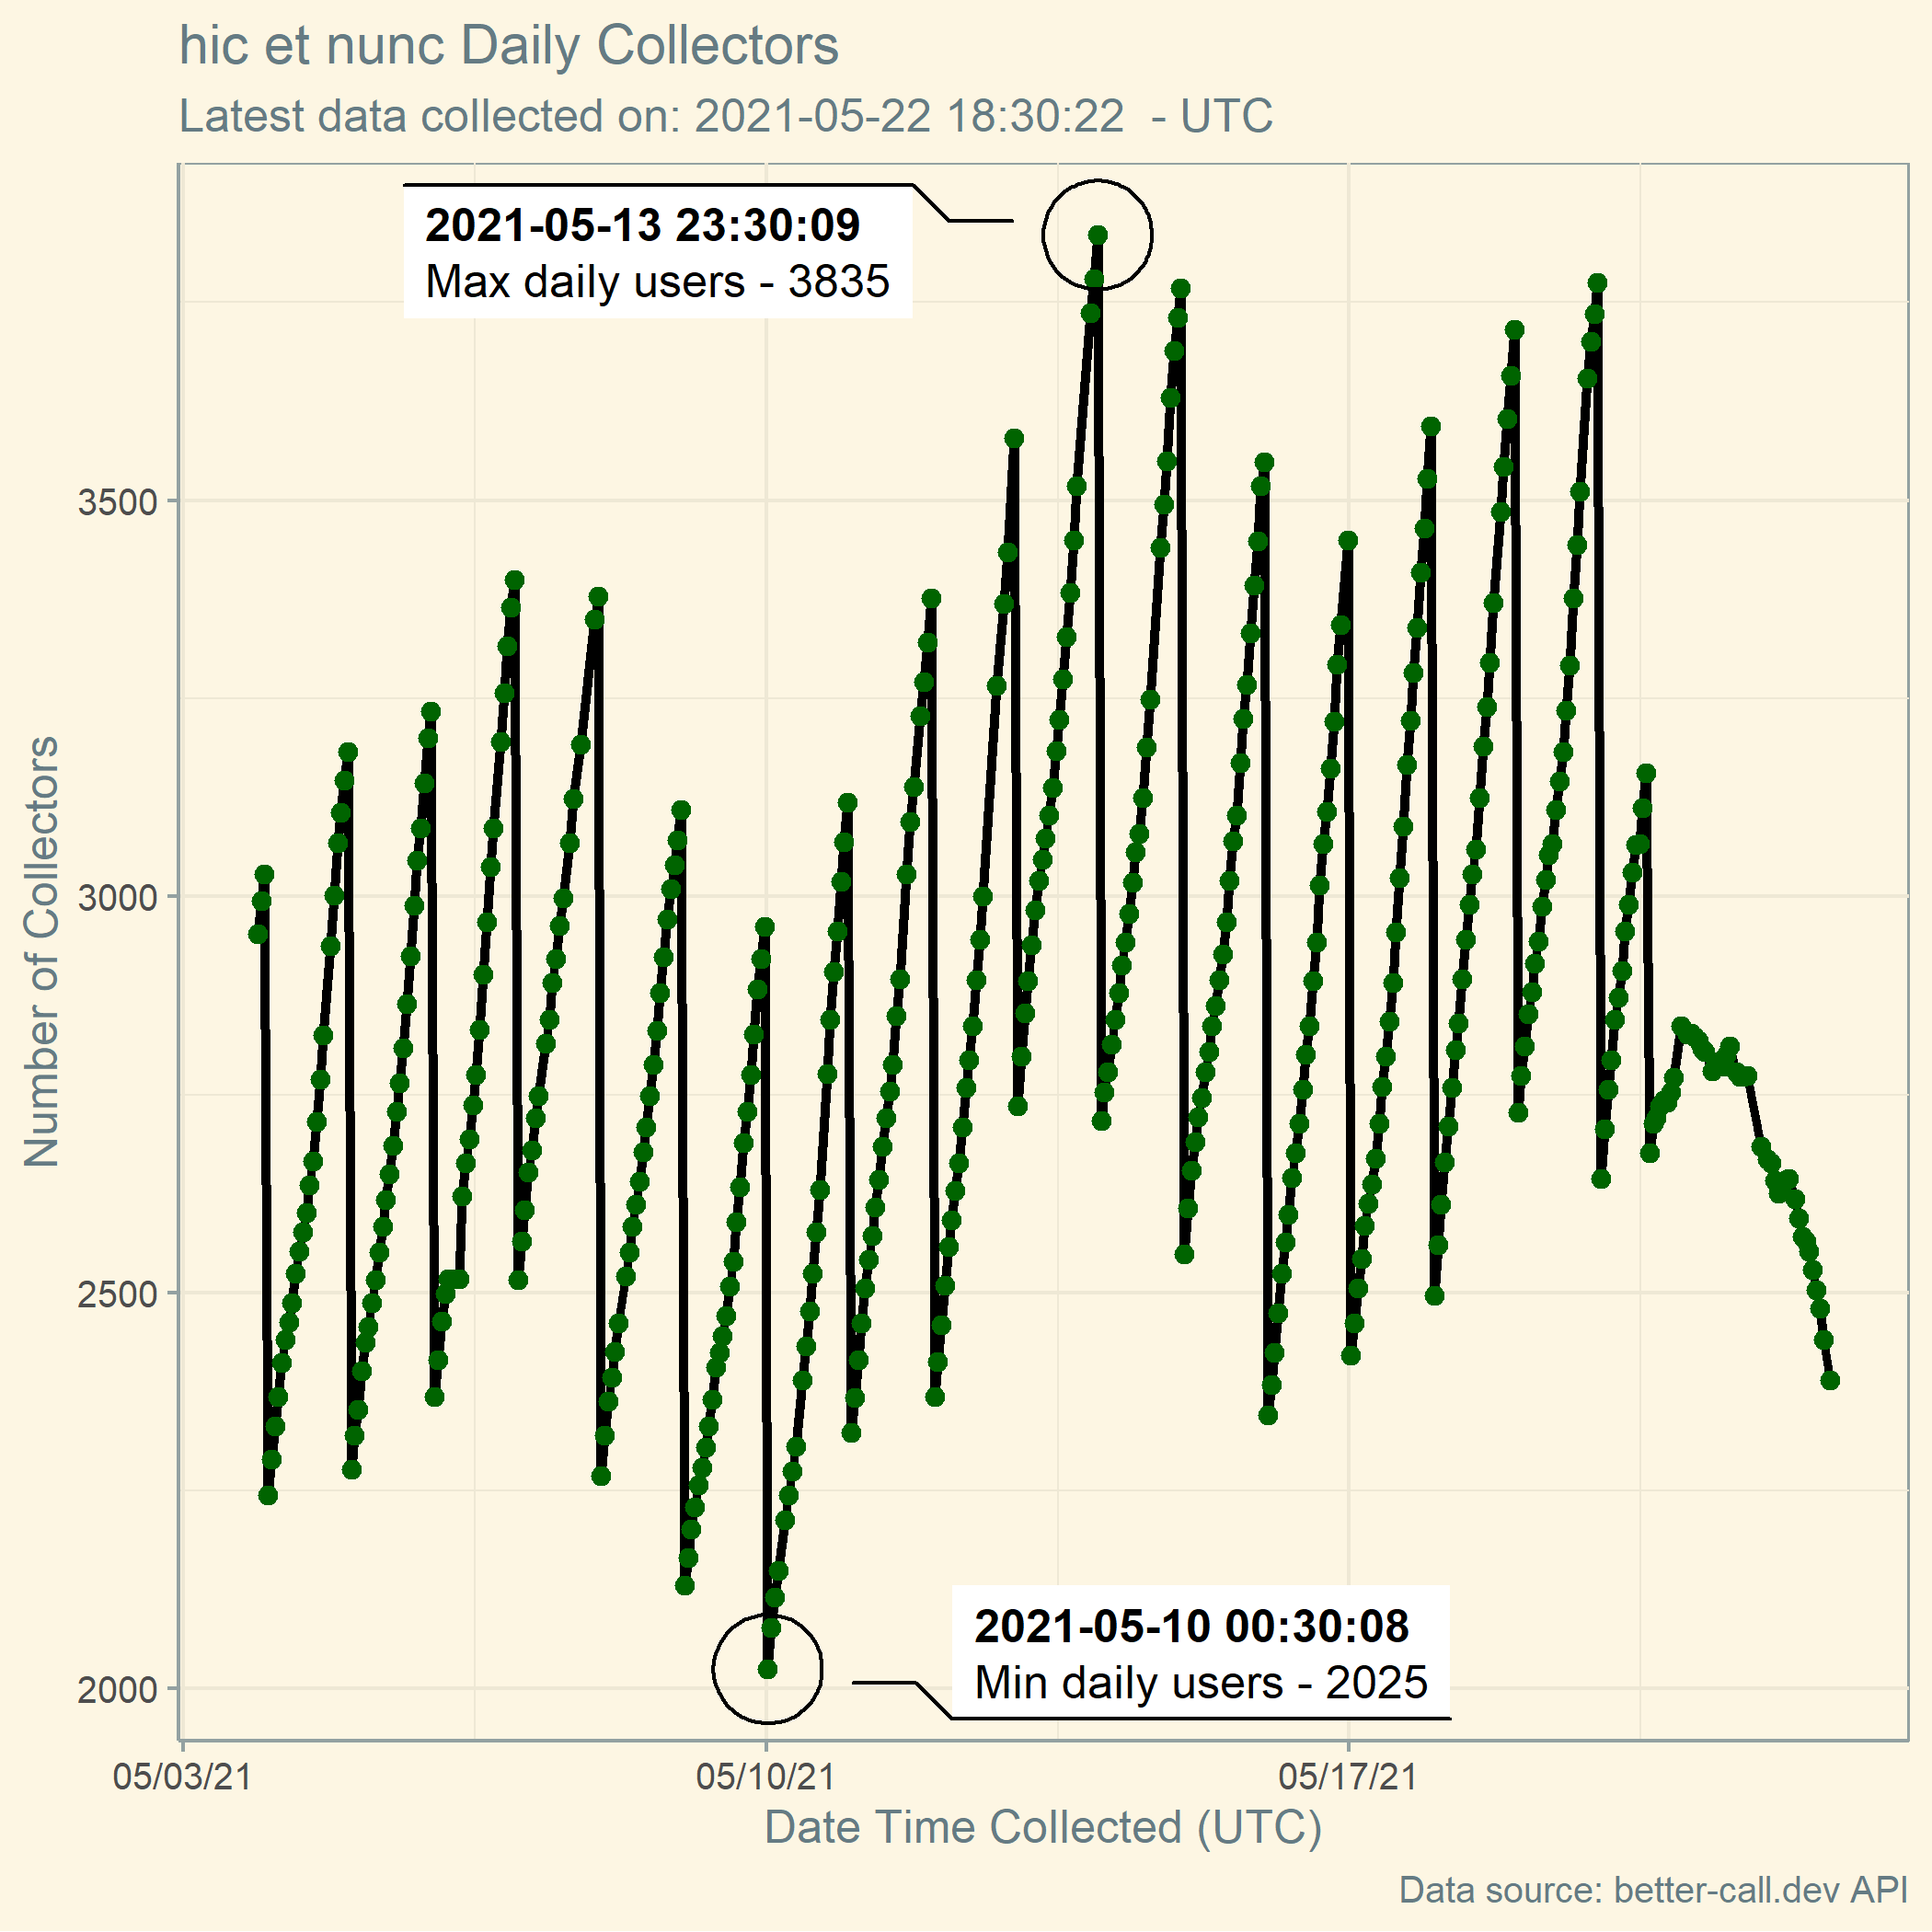 hic et nunc Daily Collectors
Latest data collected on: 2021-05-22 18:30:22  - UTC
2021-05-13 23:30:09
Max daily users - 3835
3500
3000
2500
2000
Number of Collectors
2021-05-10 00:30:08
Min daily users - 2025
05/03/21
05/10/21
05/17/21
Date Time Collected (UTC)
Data source: better-call.dev API